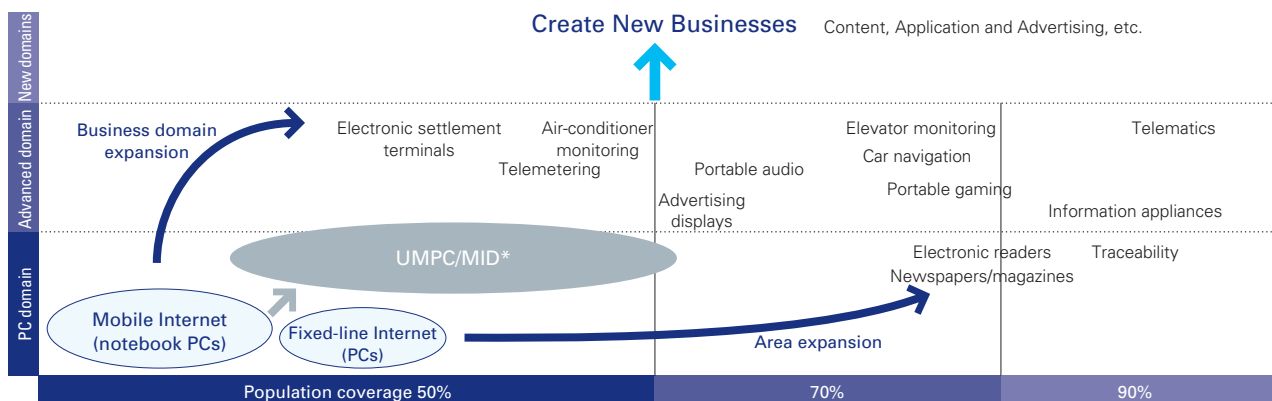 New domains
Create New Businesses
Content, Application and Advertising, etc.
Advanced domain
Business domain
expansion
Electronic settlement
terminals
Air-conditioner
monitoring
Telemetering
Elevator monitoring
Car navigation
Portable audio
Portable gaming
Advertising
displays
Telematics
Information appliances
PC domain
UMPC/MID*
Electronic readers
Newspapers/magazines
Traceability
Mobile Internet
(notebook PCs)
Fixed-line Internet
(PCs)
Area expansion
Population coverage 50%
70%
90%